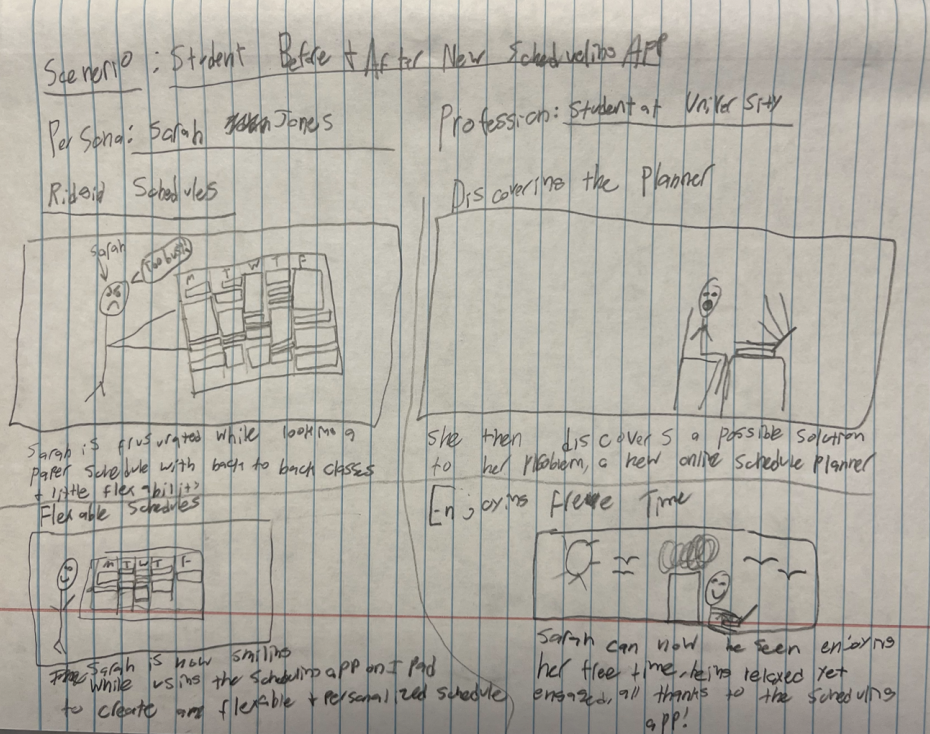 Scenerio : Student Before + After New Scheduling App
Persona: Sarah Jones
Profession: Student at University
Ridgid Schedules
Sarah
Too busy
M T W T F
Sarah is frusurated while looking a
paper schedule with back to back classes
+ little flexability
Discovering the Planner
She then discovers a possible solution
to her problem, a new online schedule planner
Flexable Schedules
M T W T F
Sarah is now smiling
while using the scheduling app on I pad
to create a flexable + personalized schedule
Enjoying Free Time
Sarah can now be seen enjoying
her free time, being relaxed yet
engaged, all thanks to the scheduling
app!